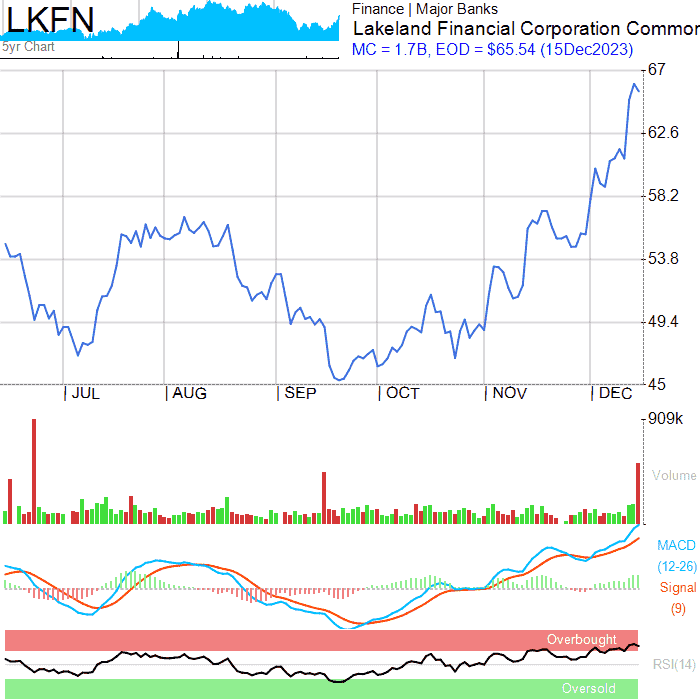 LKFN
5yr Chart
Finance | Major Banks
Lakeland Financial Corporation Common
MC = 1.7B, EOD = $65.54 (15Dec2023)
67
62.6
58.2
53.8
49.4
45
JUL
AUG
SEP
OCT
NOV
DEC
909k
Volume
MACD
(12-26)
Signal
(9)
Overbought
RSI(14)
Oversold